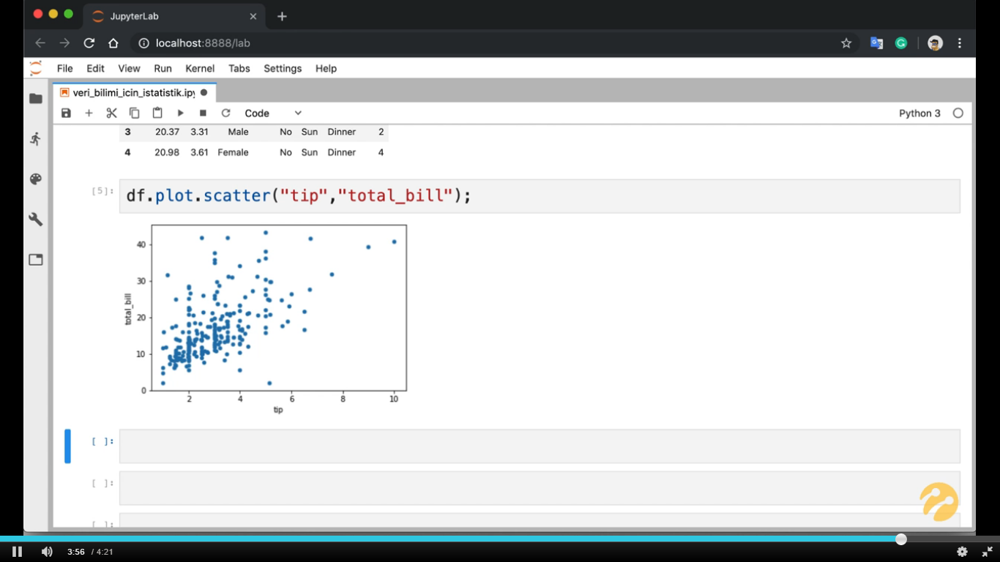 JupyterLab
localhost:8888/lab
File Edit View Run Kernel Tabs Settings Help
veri_bilimi_icin_istatistik.ipy
Code Python 3
3 20.37 3.31 Male No Sun Dinner 2
4 20.98 3.61 Female No Sun Dinner 4
[5]: df.plot.scatter("tip","total_bill");
40
30
20
10
0
total_bill
2 4 6 8 10
tip
[ ]:
[ ]:
[ ]:
3:56 / 4:21